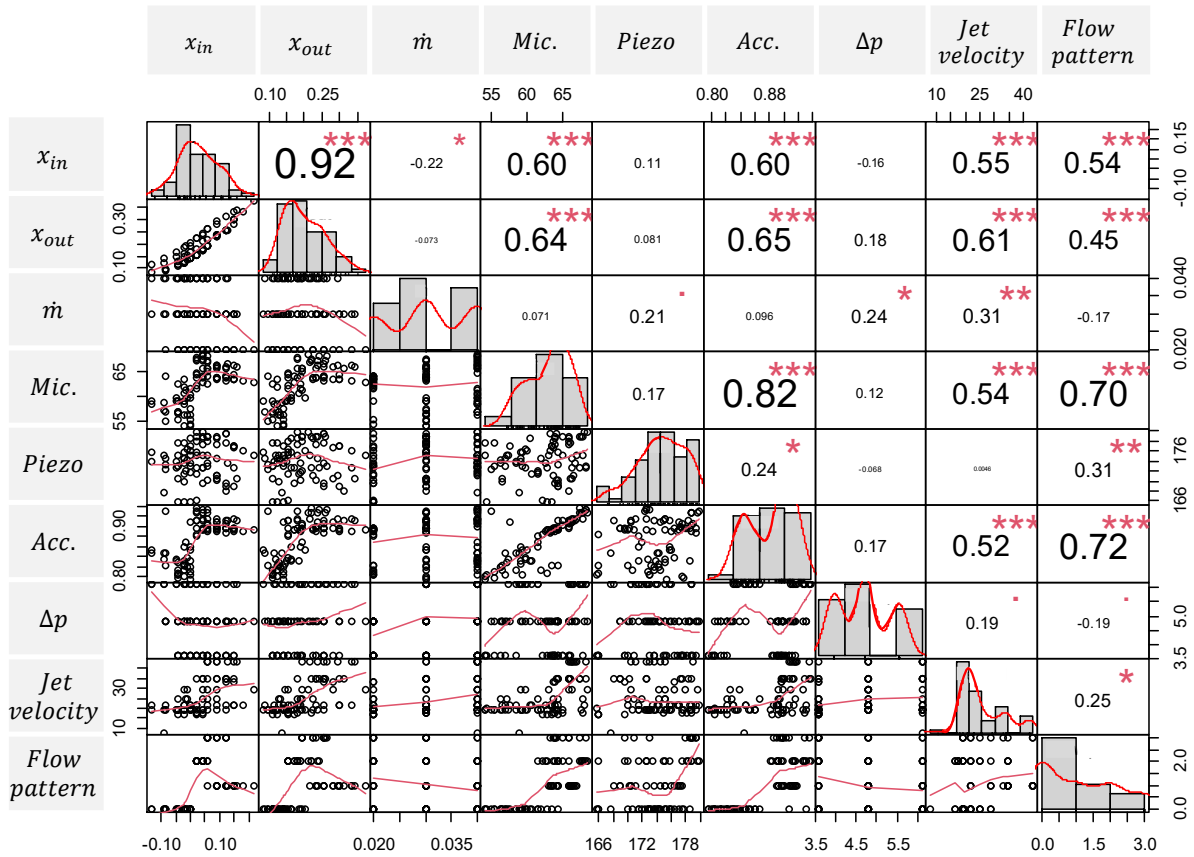 x_in x_out ṁ Mic. Piezo Acc. Δp Jet velocity Flow pattern
0.10 0.25 55 60 65 0.80 0.88 10 25 40
x_in 0.92 *** -0.22 * 0.60 *** 0.11 0.60 *** -0.16 0.55 *** 0.54 *** -0.10 0.15
x_out 0.10 0.30 -0.073 0.64 *** 0.081 0.65 *** 0.18 0.61 *** 0.45 ***
ṁ 0.071 0.21 . 0.096 0.24 * 0.31 ** -0.17 0.020 0.040
Mic. 55 65 0.17 0.82 *** 0.12 0.54 *** 0.70 ***
Piezo 0.24 * -0.068 0.0046 0.31 ** 166 176
Acc. 0.80 0.90 0.17 0.52 *** 0.72 ***
Δp 0.19 . -0.19 . 3.5 5.0
Jet velocity 10 30 0.25 *
Flow pattern 0.0 2.0
-0.10 0.10 0.020 0.035 166 172 178 3.5 4.5 5.5 0.0 1.5 3.0